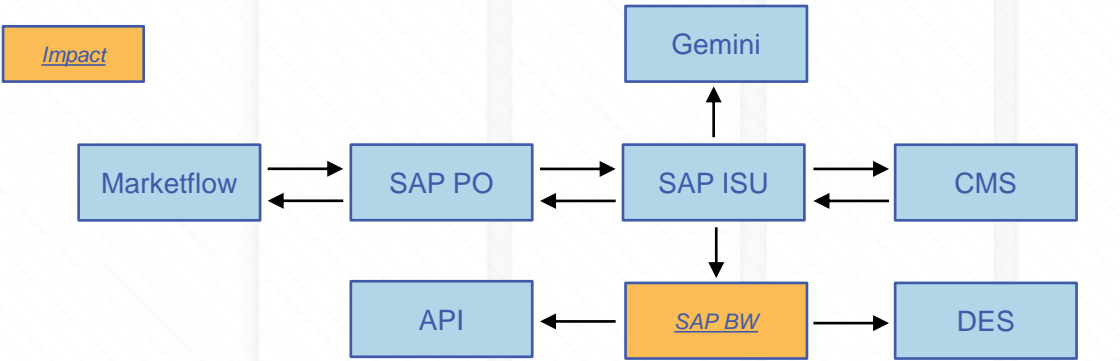 Impact
Gemini
Marketflow
SAP PO
SAP ISU
CMS
API
SAP BW
DES